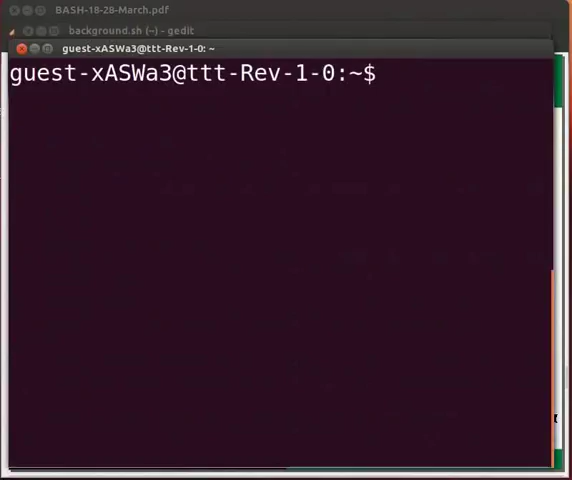 BASH-18-28-March.pdf
background.sh (~) - gedit
guest-xASWa3@ttt-Rev-1-0: ~
guest-xASWa3@ttt-Rev-1-0:~$